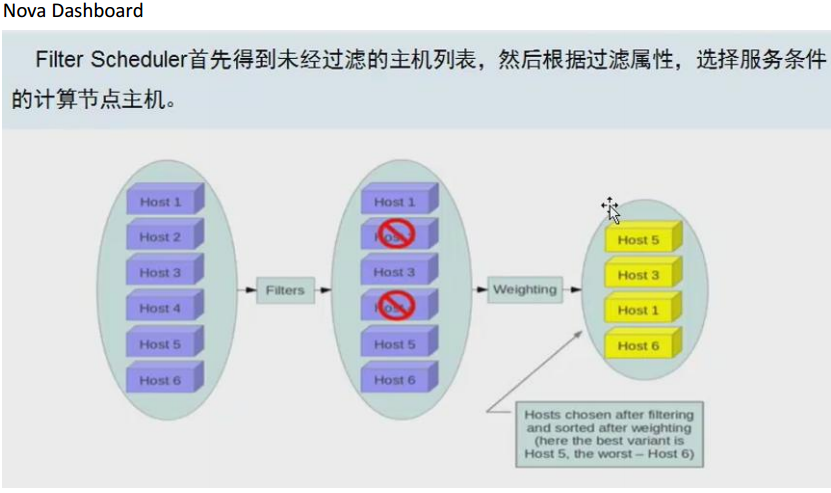 Nova Dashboard
Filter Scheduler首先得到未经过滤的主机列表，然后根据过滤属性，选择服务条件
的计算节点主机。
Host 1
Host 2
Host 3
Host 4
Host 5
Host 6
Filters
Host 1
Host 3
Host 5
Host 6
Weighting
Host 5
Host 3
Host 1
Host 6
Hosts chosen after filtering
and sorted after weighting
(here the best variant is
Host 5, the worst – Host 6)